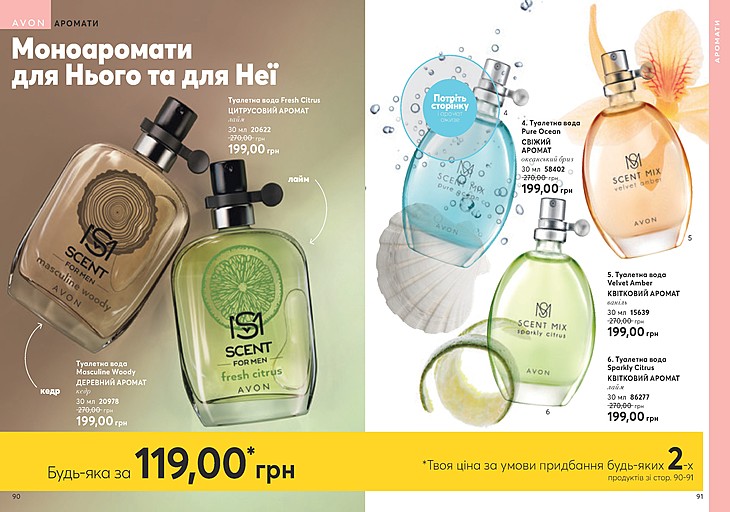 AVON АРОМАТИ
Моноаромати
для Нього та для Неї
Туалетна вода Fresh Citrus
ЦИТРУСОВИЙ АРОМАТ
лайм
30 мл 20622
270,00 грн
199,00 грн
лайм
SCENT
FOR MEN
masculine woody
AVON
SCENT
FOR MEN
fresh citrus
AVON
кедр
Туалетна вода
Masculine Woody
ДЕРЕВНИЙ АРОМАТ
кедр
30 мл 20978
270,00 грн
199,00 грн
Будь-яка за 119,00* грн
90
АРОМАТИ
Потріть
сторінку
4
SCENT MIX
AVON
4. Туалетна вода
Pure Ocean
СВІЖИЙ
АРОМАТ
океанський бриз
30 мл 58402
270,00 грн
199,00 грн
SCENT MIX
velvet amber
AVON
5
5. Туалетна вода
Velvet Amber
КВІТКОВИЙ АРОМАТ
ваніль
30 мл 15639
270,00 грн
199,00 грн
SCENT MIX
sparkly citrus
AVON
6
6. Туалетна вода
Sparkly Citrus
КВІТКОВИЙ АРОМАТ
лайм
30 мл 86277
270,00 грн
199,00 грн
*Твоя ціна за умови придбання будь-яких 2-х
продуктів зі стор. 90-91
91